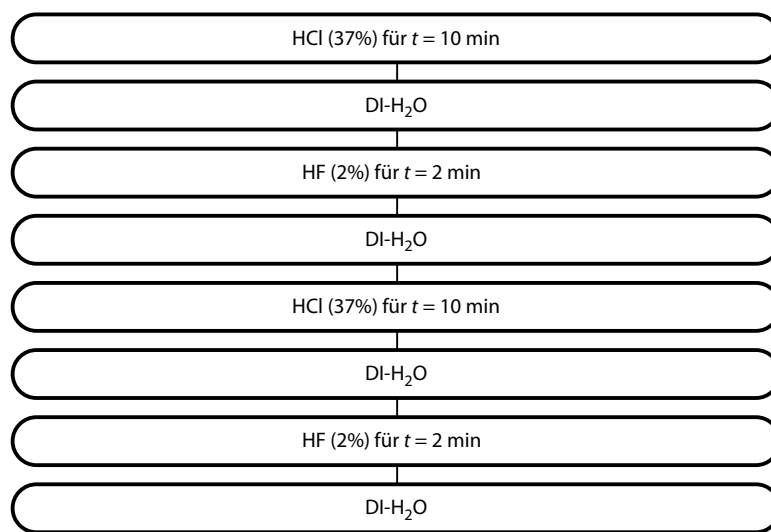 HCl (37%) für t = 10 min
DI-H₂O
HF (2%) für t = 2 min
DI-H₂O
HCl (37%) für t = 10 min
DI-H₂O
HF (2%) für t = 2 min
DI-H₂O